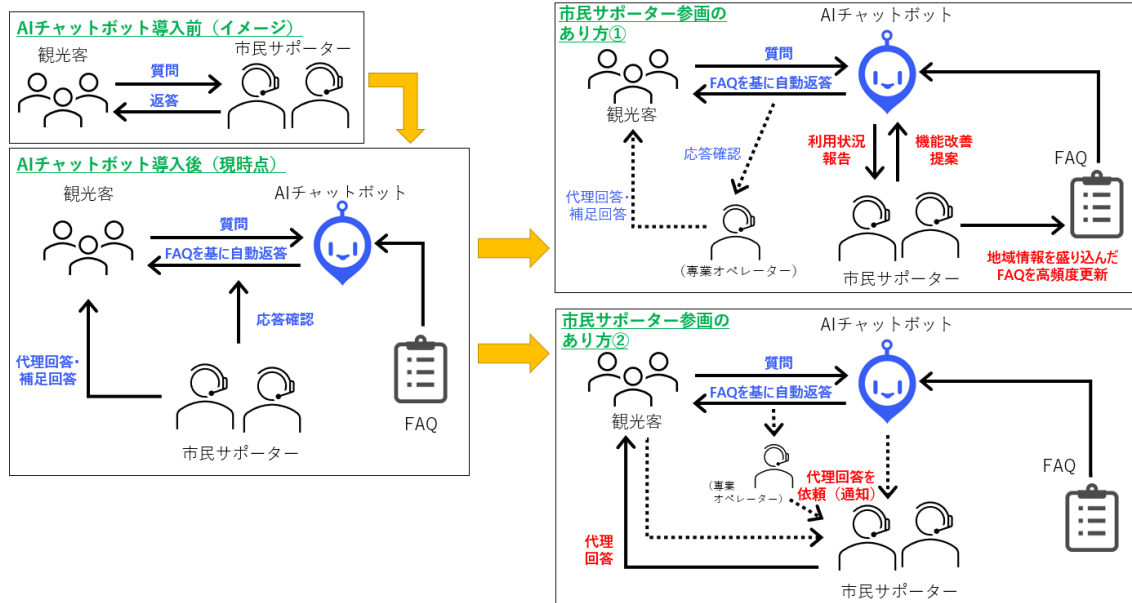 AIチャットボット導入前（イメージ）
観光客
市民サポーター
質問
返答
AIチャットボット導入後（現時点）
観光客
AIチャットボット
質問
FAQを基に自動返答
応答確認
代理回答・
補足回答
市民サポーター
FAQ
市民サポーター参画の
あり方①
AIチャットボット
観光客
質問
FAQを基に自動返答
応答確認
利用状況
報告
機能改善
提案
FAQ
代理回答・
補足回答
（専業オペレーター）
市民サポーター
地域情報を盛り込んだ
FAQを高頻度更新
市民サポーター参画の
あり方②
AIチャットボット
質問
FAQを基に自動返答
観光客
（専業
オペレーター）
代理回答を
依頼（通知）
FAQ
代理
回答
市民サポーター